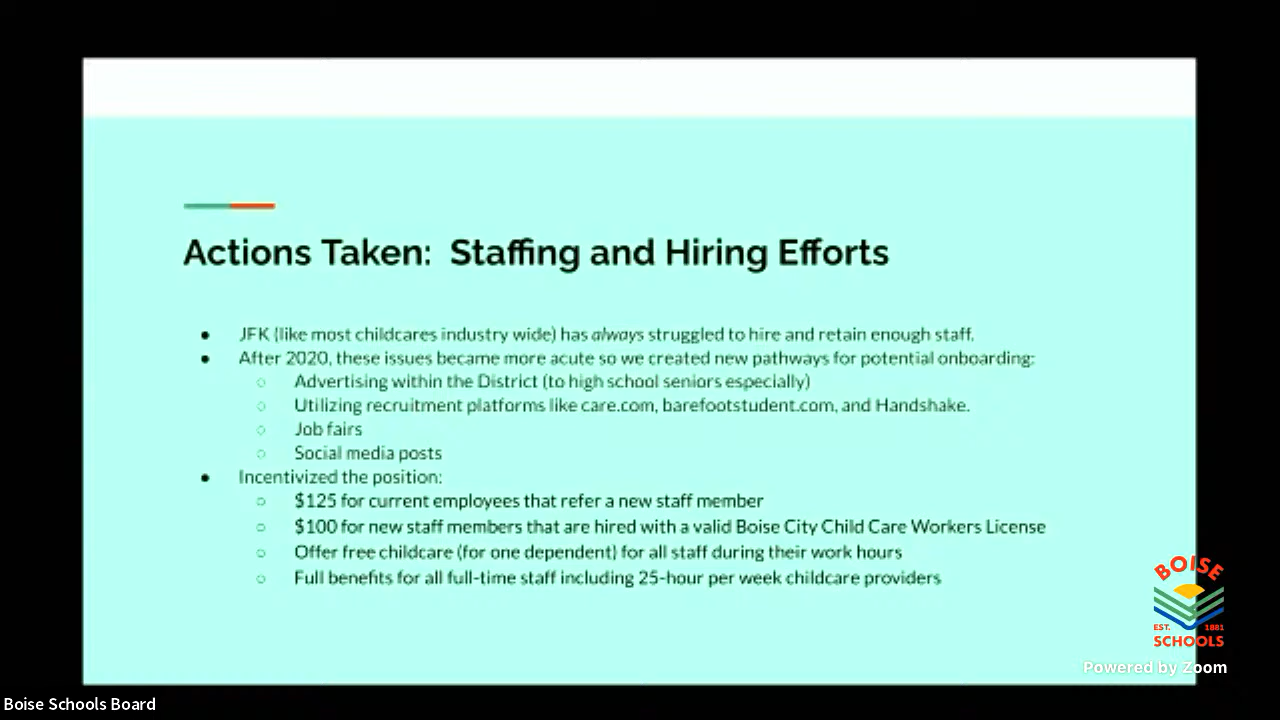 Actions Taken:  Staffing and Hiring Efforts
● JFK (like most childcares industry wide) has always struggled to hire and retain enough staff.
● After 2020, these issues became more acute so we created new pathways for potential onboarding:
○ Advertising within the District (to high school seniors especially)
○ Utilizing recruitment platforms like care.com, barefootstudent.com, and Handshake.
○ Job fairs
○ Social media posts
● Incentivized the position:
○ $125 for current employees that refer a new staff member
○ $100 for new staff members that are hired with a valid Boise City Child Care Workers License
○ Offer free childcare (for one dependent) for all staff during their work hours
○ Full benefits for all full-time staff including 25-hour per week childcare providers
BOISE
EST. 1881
SCHOOLS
Powered by Zoom
Boise Schools Board